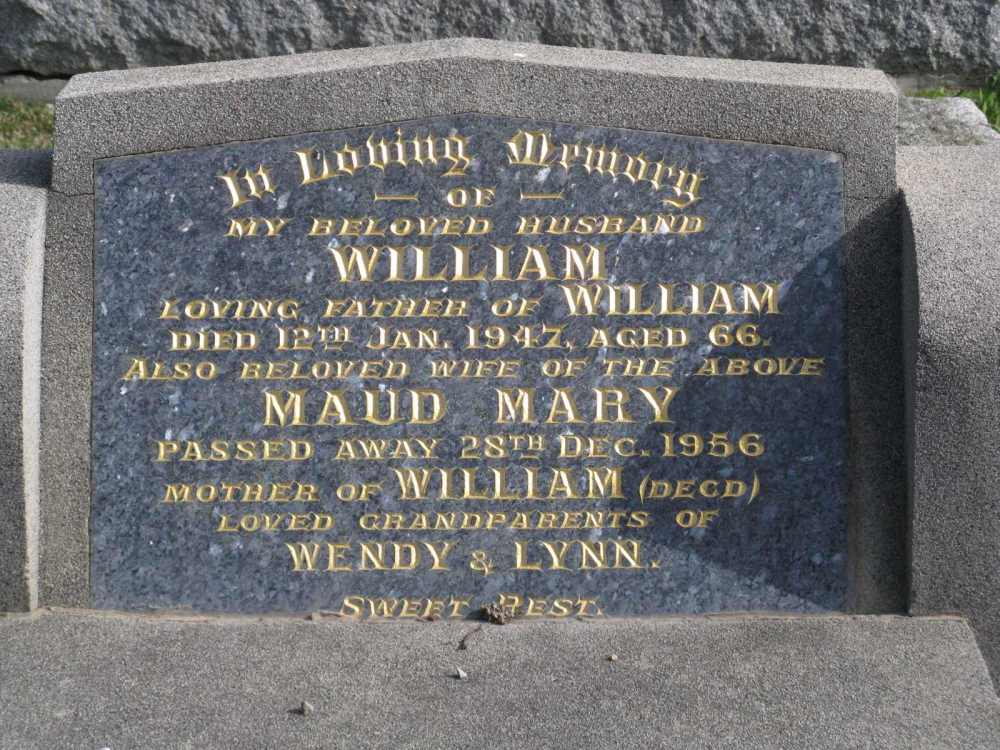 In Loving Memory
— OF —
MY BELOVED HUSBAND
WILLIAM
LOVING FATHER OF WILLIAM
DIED 12TH JAN. 1947, AGED 66.
ALSO BELOVED WIFE OF THE ABOVE
MAUD MARY
PASSED AWAY 28TH DEC. 1956
MOTHER OF WILLIAM (DECD)
LOVED GRANDPARENTS OF
WENDY & LYNN.
SWEET REST.